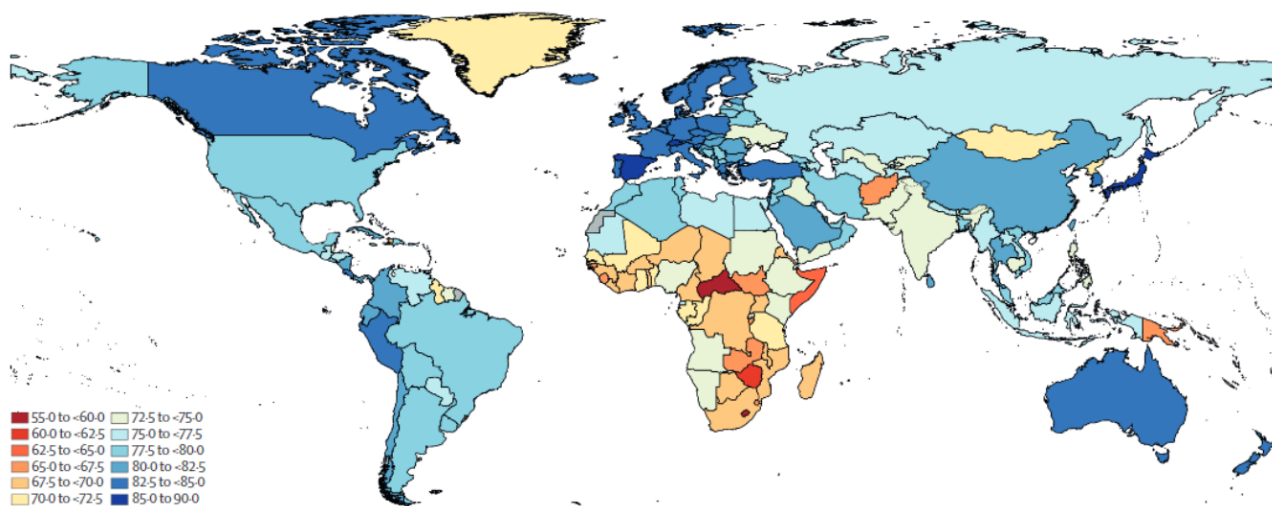 55·0 to <60·0
60·0 to <62·5
62·5 to <65·0
65·0 to <67·5
67·5 to <70·0
70·0 to <72·5
72·5 to <75·0
75·0 to <77·5
77·5 to <80·0
80·0 to <82·5
82·5 to <85·0
85·0 to 90·0